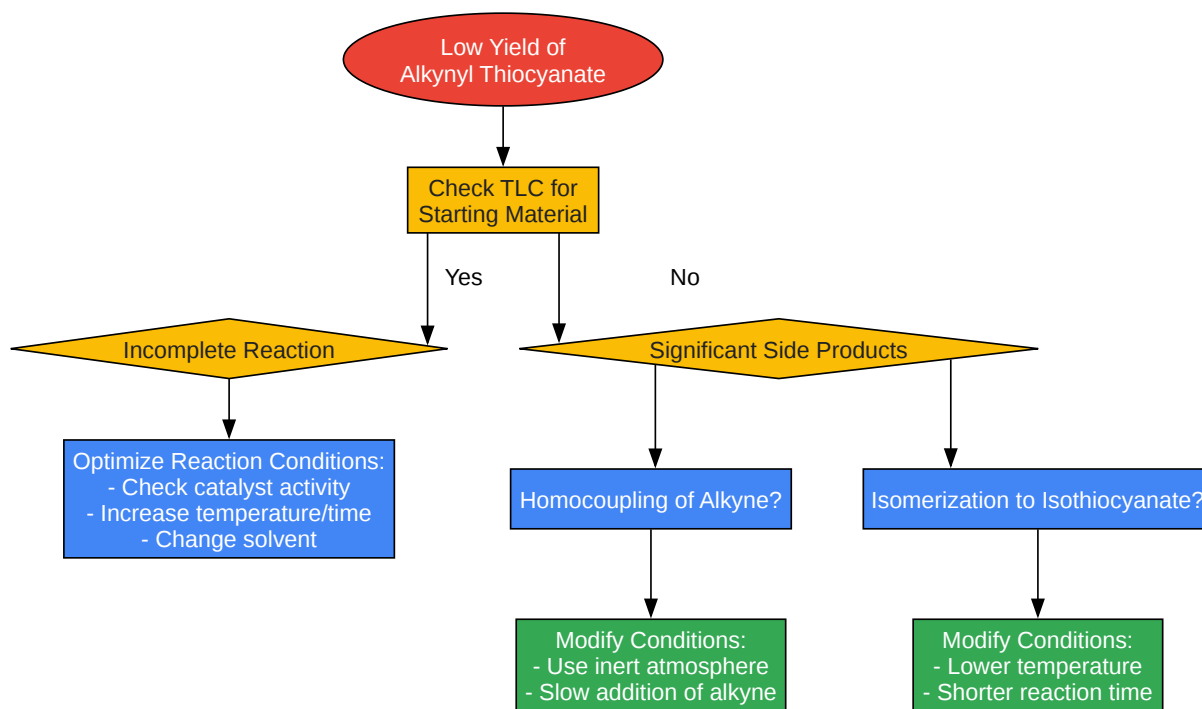 Low Yield of
Alkynyl Thiocyanate
Check TLC for
Starting Material
Yes
No
Incomplete Reaction
Significant Side Products
Optimize Reaction Conditions:
- Check catalyst activity
- Increase temperature/time
- Change solvent
Homocoupling of Alkyne?
Isomerization to Isothiocyanate?
Modify Conditions:
- Use inert atmosphere
- Slow addition of alkyne
Modify Conditions:
- Lower temperature
- Shorter reaction time